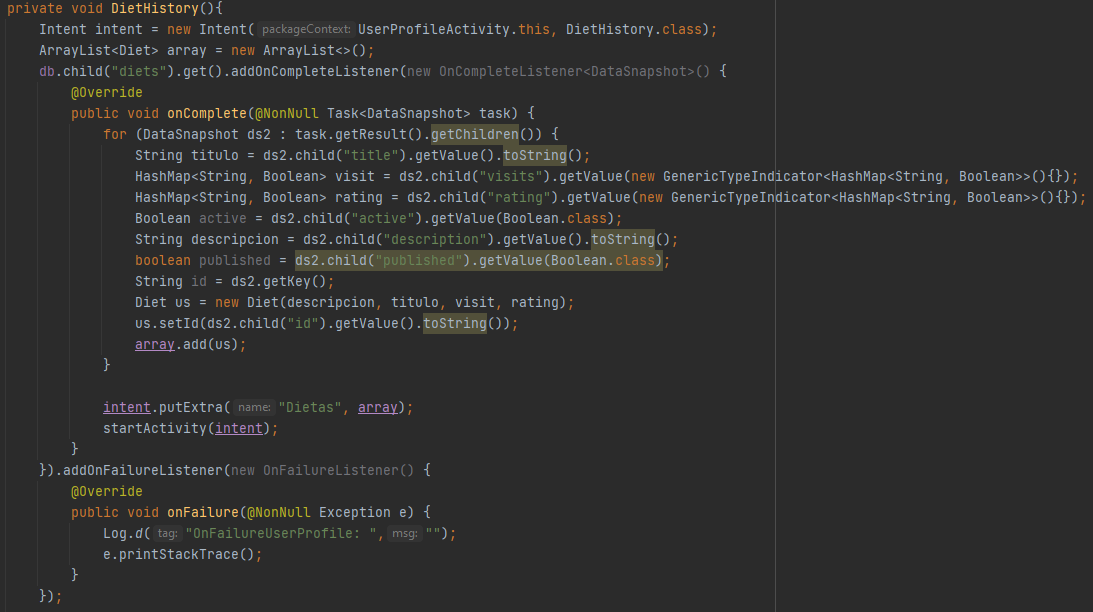 private void DietHistory(){
    Intent intent = new Intent( packageContext: UserProfileActivity.this, DietHistory.class);
    ArrayList<Diet> array = new ArrayList<>();
    db.child("diets").get().addOnCompleteListener(new OnCompleteListener<DataSnapshot>() {
        @Override
        public void onComplete(@NonNull Task<DataSnapshot> task) {
            for (DataSnapshot ds2 : task.getResult().getChildren()) {
                String titulo = ds2.child("title").getValue().toString();
                HashMap<String, Boolean> visit = ds2.child("visits").getValue(new GenericTypeIndicator<HashMap<String, Boolean>>(){});
                HashMap<String, Boolean> rating = ds2.child("rating").getValue(new GenericTypeIndicator<HashMap<String, Boolean>>(){});
                Boolean active = ds2.child("active").getValue(Boolean.class);
                String descripcion = ds2.child("description").getValue().toString();
                boolean published = ds2.child("published").getValue(Boolean.class);
                String id = ds2.getKey();
                Diet us = new Diet(descripcion, titulo, visit, rating);
                us.setId(ds2.child("id").getValue().toString());
                array.add(us);
            }

            intent.putExtra( name: "Dietas", array);
            startActivity(intent);
        }
    }).addOnFailureListener(new OnFailureListener() {
        @Override
        public void onFailure(@NonNull Exception e) {
            Log.d( tag: "OnFailureUserProfile: ", msg: "");
            e.printStackTrace();
        }
    });